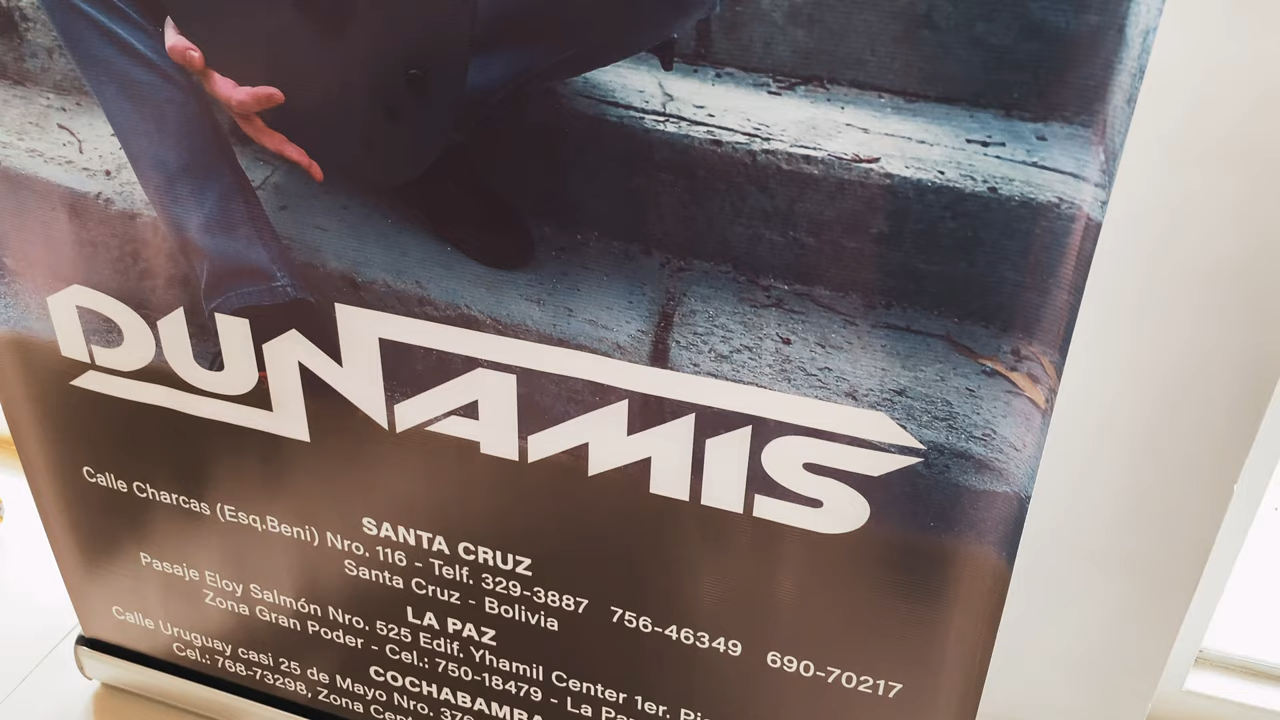 DUNAMIS
SANTA CRUZ
Calle Charcas (Esq.Beni) Nro. 116 - Telf. 329-3887 756-46349 690-70217
Santa Cruz - Bolivia
LA PAZ
Pasaje Eloy Salmón Nro. 525 Edif. Yhamil Center 1er.
Zona Gran Poder - Cel.: 750-18479 - La
COCHABAMBA
Calle Uruguay casi 25 de Mayo Nro.
Cel.: 768-73298, Zona